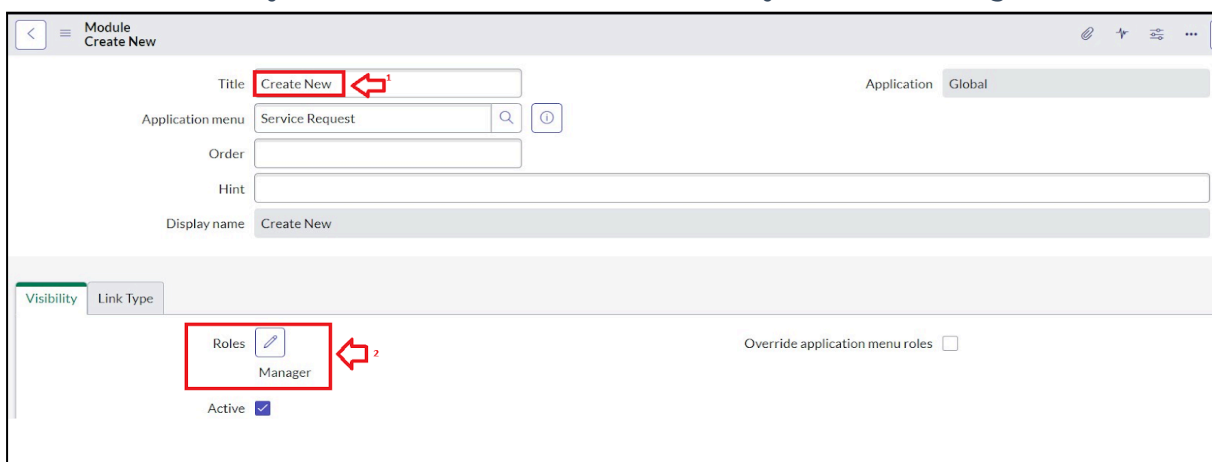 Module
Create New
Title Create New 1 Application Global
Application menu Service Request
Order
Hint
Display name Create New
Visibility Link Type
Roles 2 Override application menu roles
Manager
Active